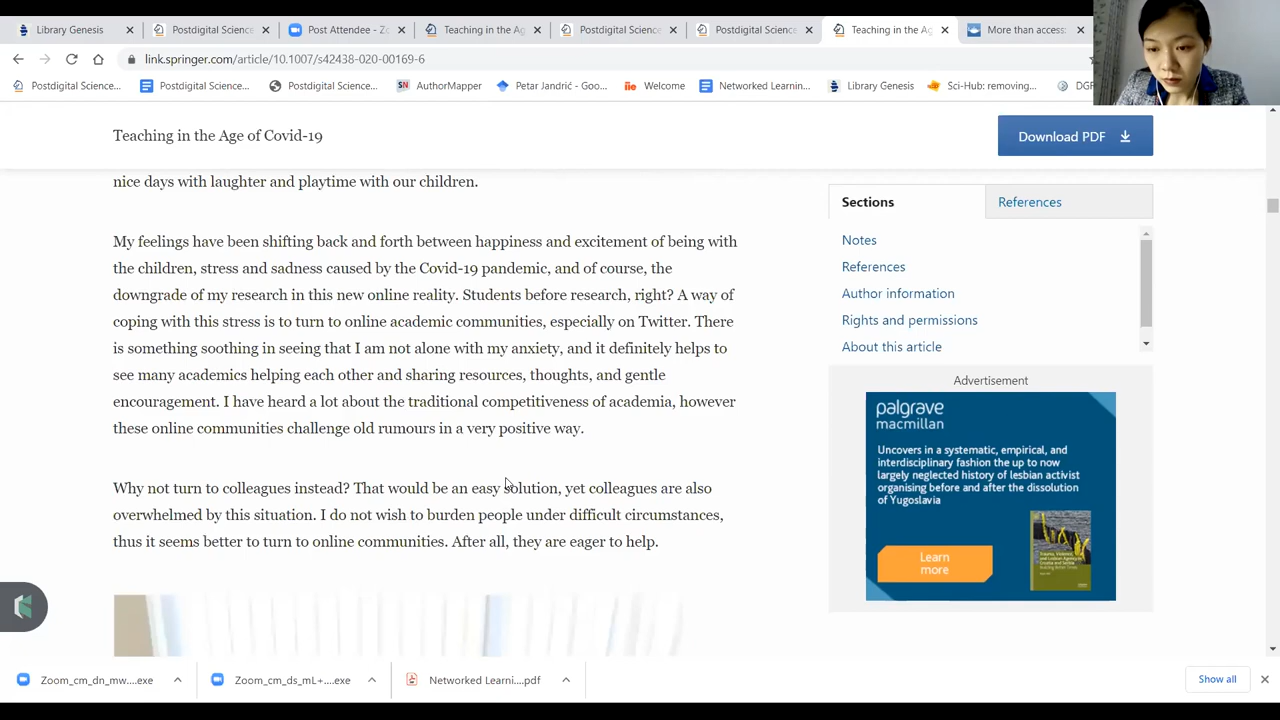 Library Genesis
Postdigital Science
Post Attendee - Zo
Teaching in the Ag
Postdigital Science
Postdigital Science
Teaching in the Ag
More than access:
link.springer.com/article/10.1007/s42438-020-00169-6
Postdigital Science...
Postdigital Science...
Postdigital Science...
SN AuthorMapper
Petar Jandrić - Goo...
iie Welcome
Networked Learnin...
Library Genesis
Sci-Hub: removing...
DGF
Teaching in the Age of Covid-19
Download PDF
nice days with laughter and playtime with our children.
My feelings have been shifting back and forth between happiness and excitement of being with
the children, stress and sadness caused by the Covid-19 pandemic, and of course, the
downgrade of my research in this new online reality. Students before research, right? A way of
coping with this stress is to turn to online academic communities, especially on Twitter. There
is something soothing in seeing that I am not alone with my anxiety, and it definitely helps to
see many academics helping each other and sharing resources, thoughts, and gentle
encouragement. I have heard a lot about the traditional competitiveness of academia, however
these online communities challenge old rumours in a very positive way.
Why not turn to colleagues instead? That would be an easy solution, yet colleagues are also
overwhelmed by this situation. I do not wish to burden people under difficult circumstances,
thus it seems better to turn to online communities. After all, they are eager to help.
Sections
References
Notes
References
Author information
Rights and permissions
About this article
Advertisement
palgrave
macmillan
Uncovers in a systematic, empirical, and
interdisciplinary fashion the up to now
largely neglected history of lesbian activist
organising before and after the dissolution
of Yugoslavia
Learn
more
Zoom_cm_dn_mw....exe
Zoom_cm_ds_mL+....exe
Networked Learni....pdf
Show all